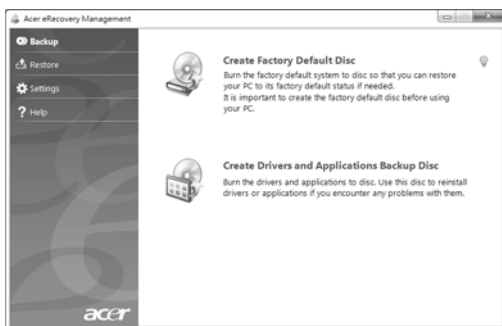 Acer eRecovery Management
Backup
Restore
Settings
Help
Create Factory Default Disc
Burn the factory default system to disc so that you can restore
your PC to its factory default status if needed.
It is important to create the factory default disc before using
your PC.
Create Drivers and Applications Backup Disc
Burn the drivers and applications to disc. Use this disc to reinstall
drivers or applications if you encounter any problems with them.
acer